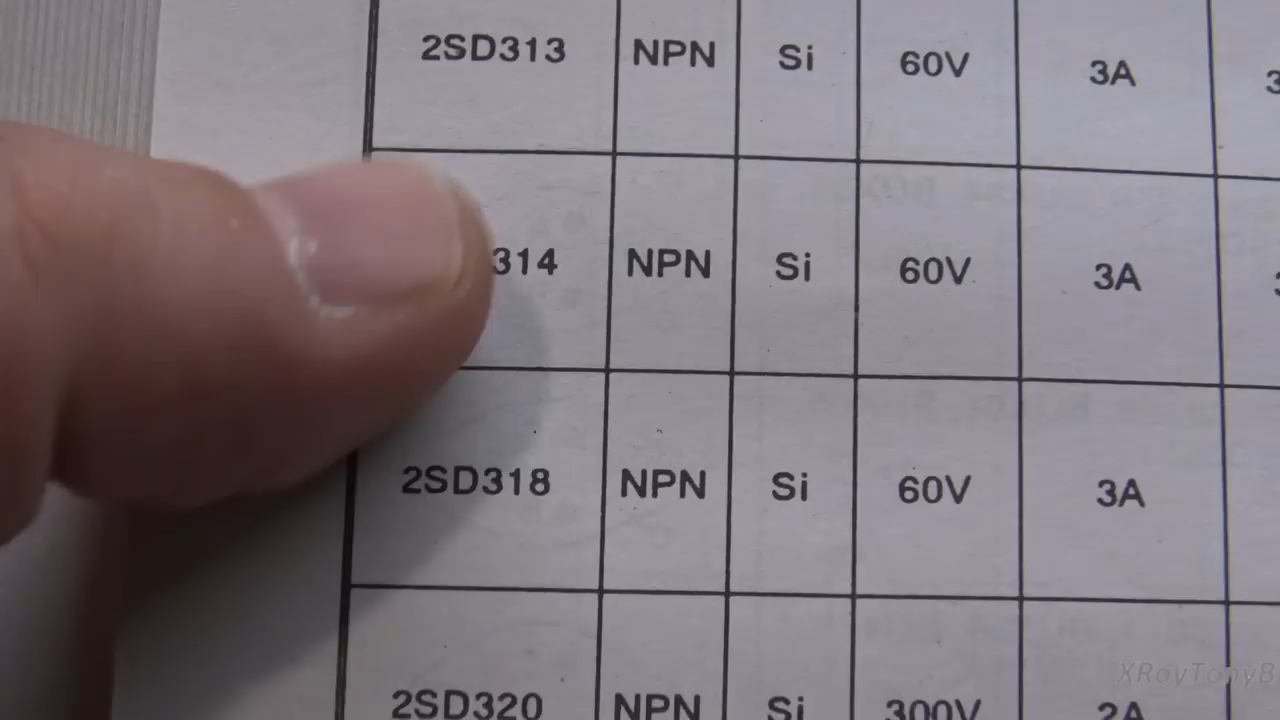 2SD313 NPN Si 60V 3A 3
314 NPN Si 60V 3A
2SD318 NPN Si 60V 3A
2SD320 NPN Si 300V 2A
XRayTonyB